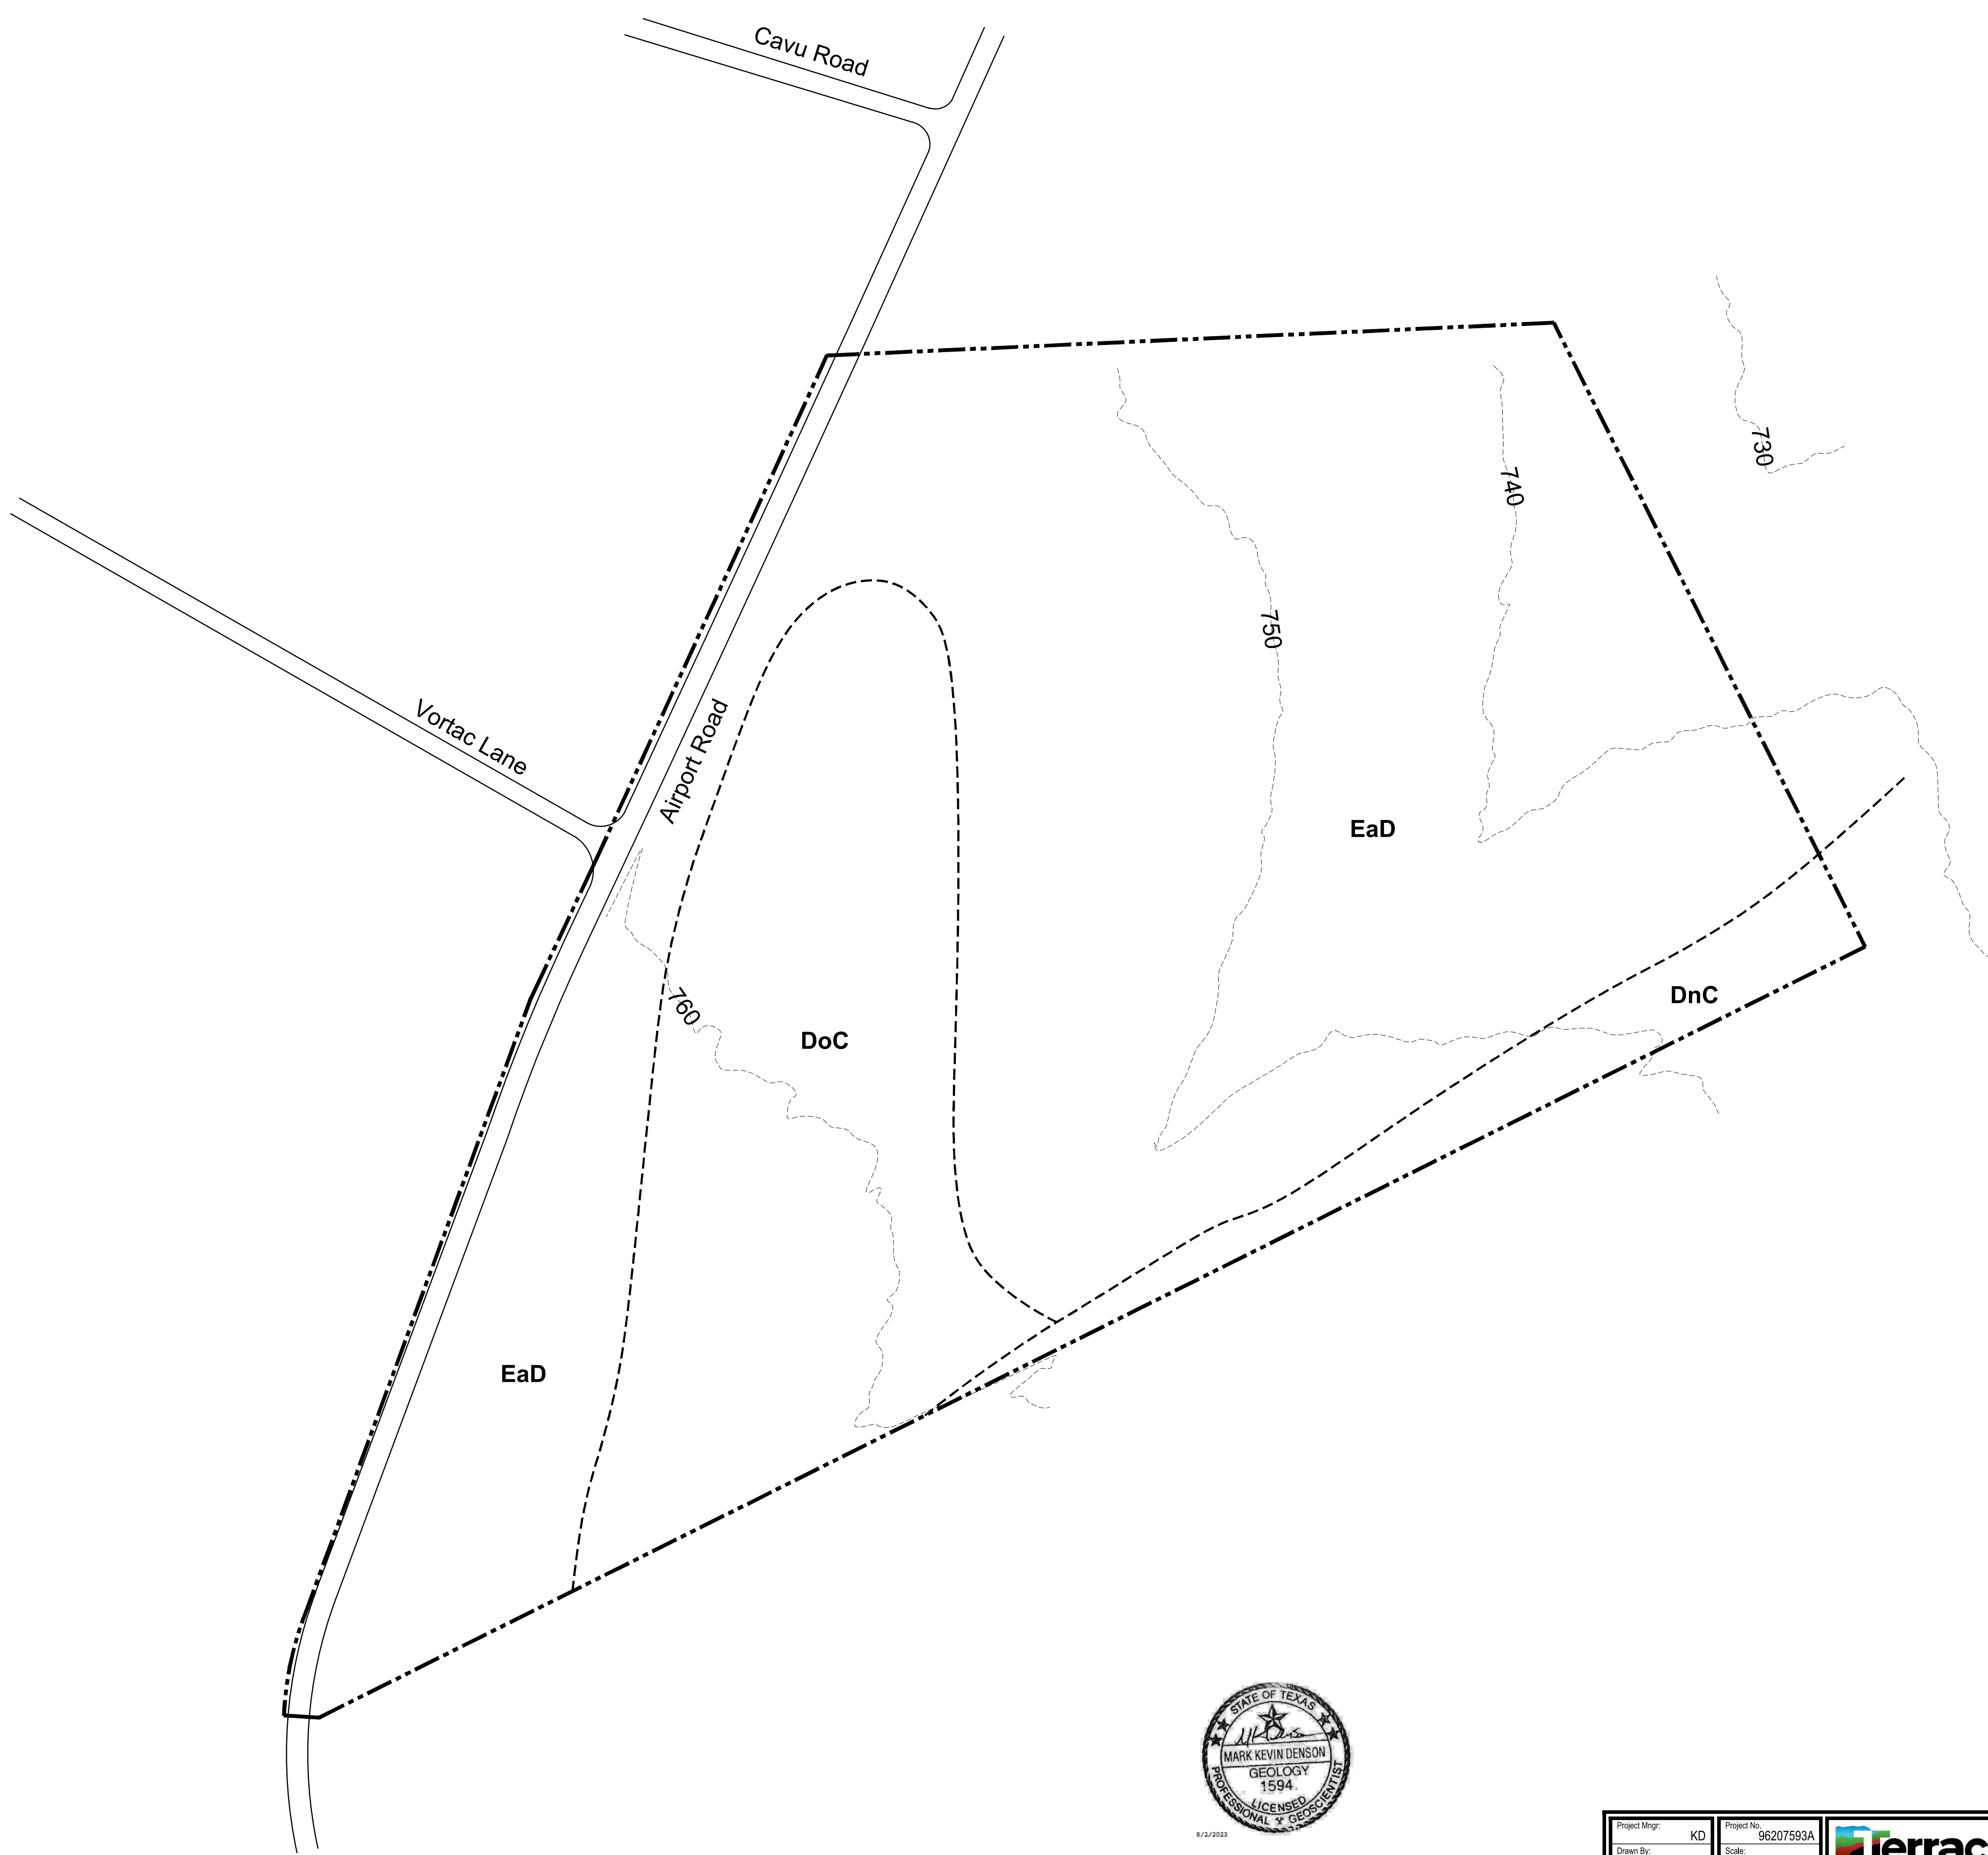 Cavu Road
730
740
750
Vortac Lane
Airport Road
EaD
DnC
760
DoC
EaD
STATE OF TEXAS
MARK KEVIN DENSON
GEOLOGY
1594
LICENSED
PROFESSIONAL GEOSCIENTIST
8/2/2023
Project Mngr:
KD
Project No.
96207593A
Terrac
Drawn By:
Scale: